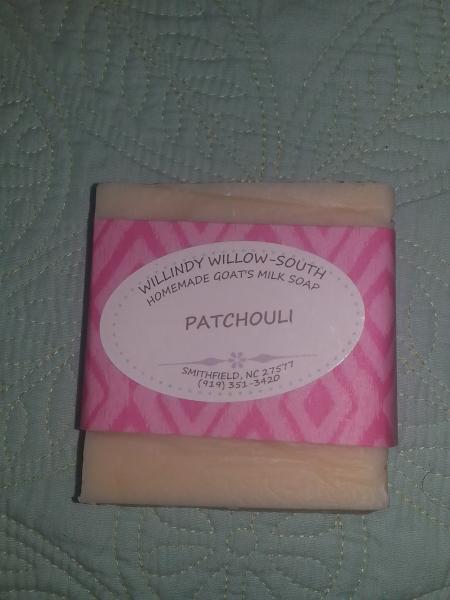 WILLINDY WILLOW-SOUTH
HOMEMADE GOAT'S MILK SOAP
PATCHOULI
SMITHFIELD, NC 27577
(919) 351-3420